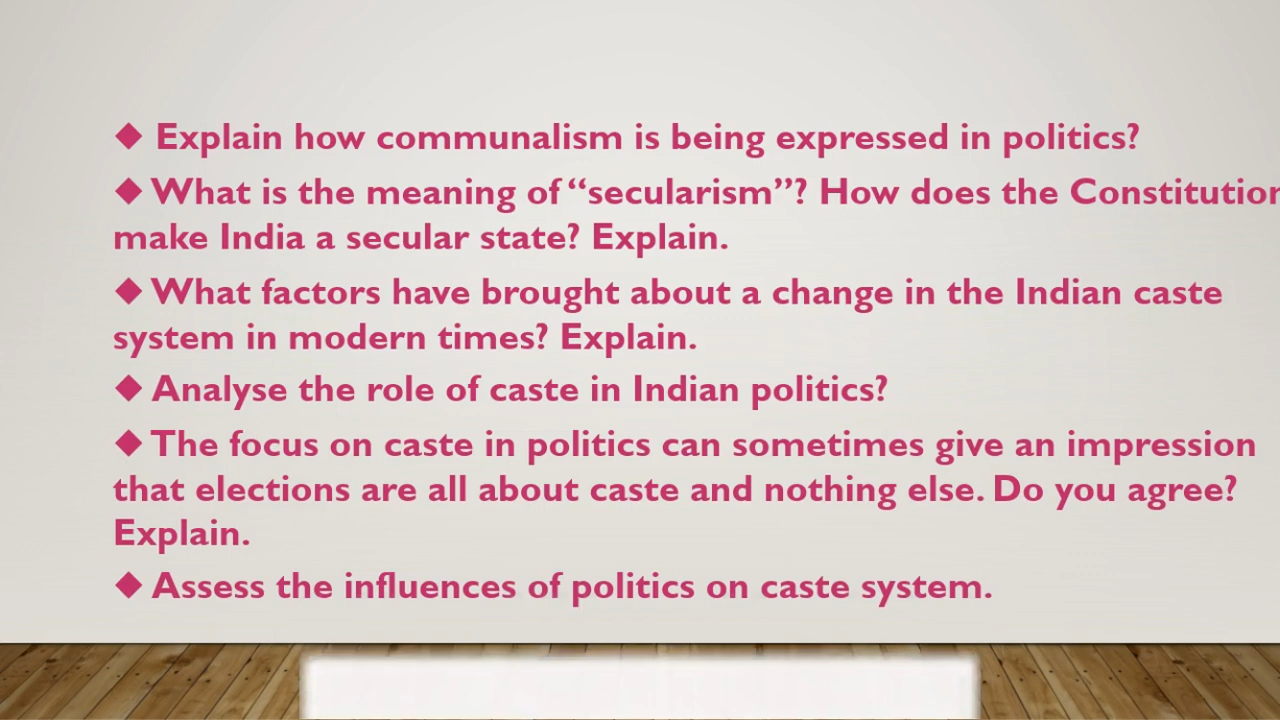 ◆ Explain how communalism is being expressed in politics?
◆ What is the meaning of “secularism”? How does the Constitution
make India a secular state? Explain.
◆ What factors have brought about a change in the Indian caste
system in modern times? Explain.
◆ Analyse the role of caste in Indian politics?
◆ The focus on caste in politics can sometimes give an impression
that elections are all about caste and nothing else. Do you agree?
Explain.
◆ Assess the influences of politics on caste system.